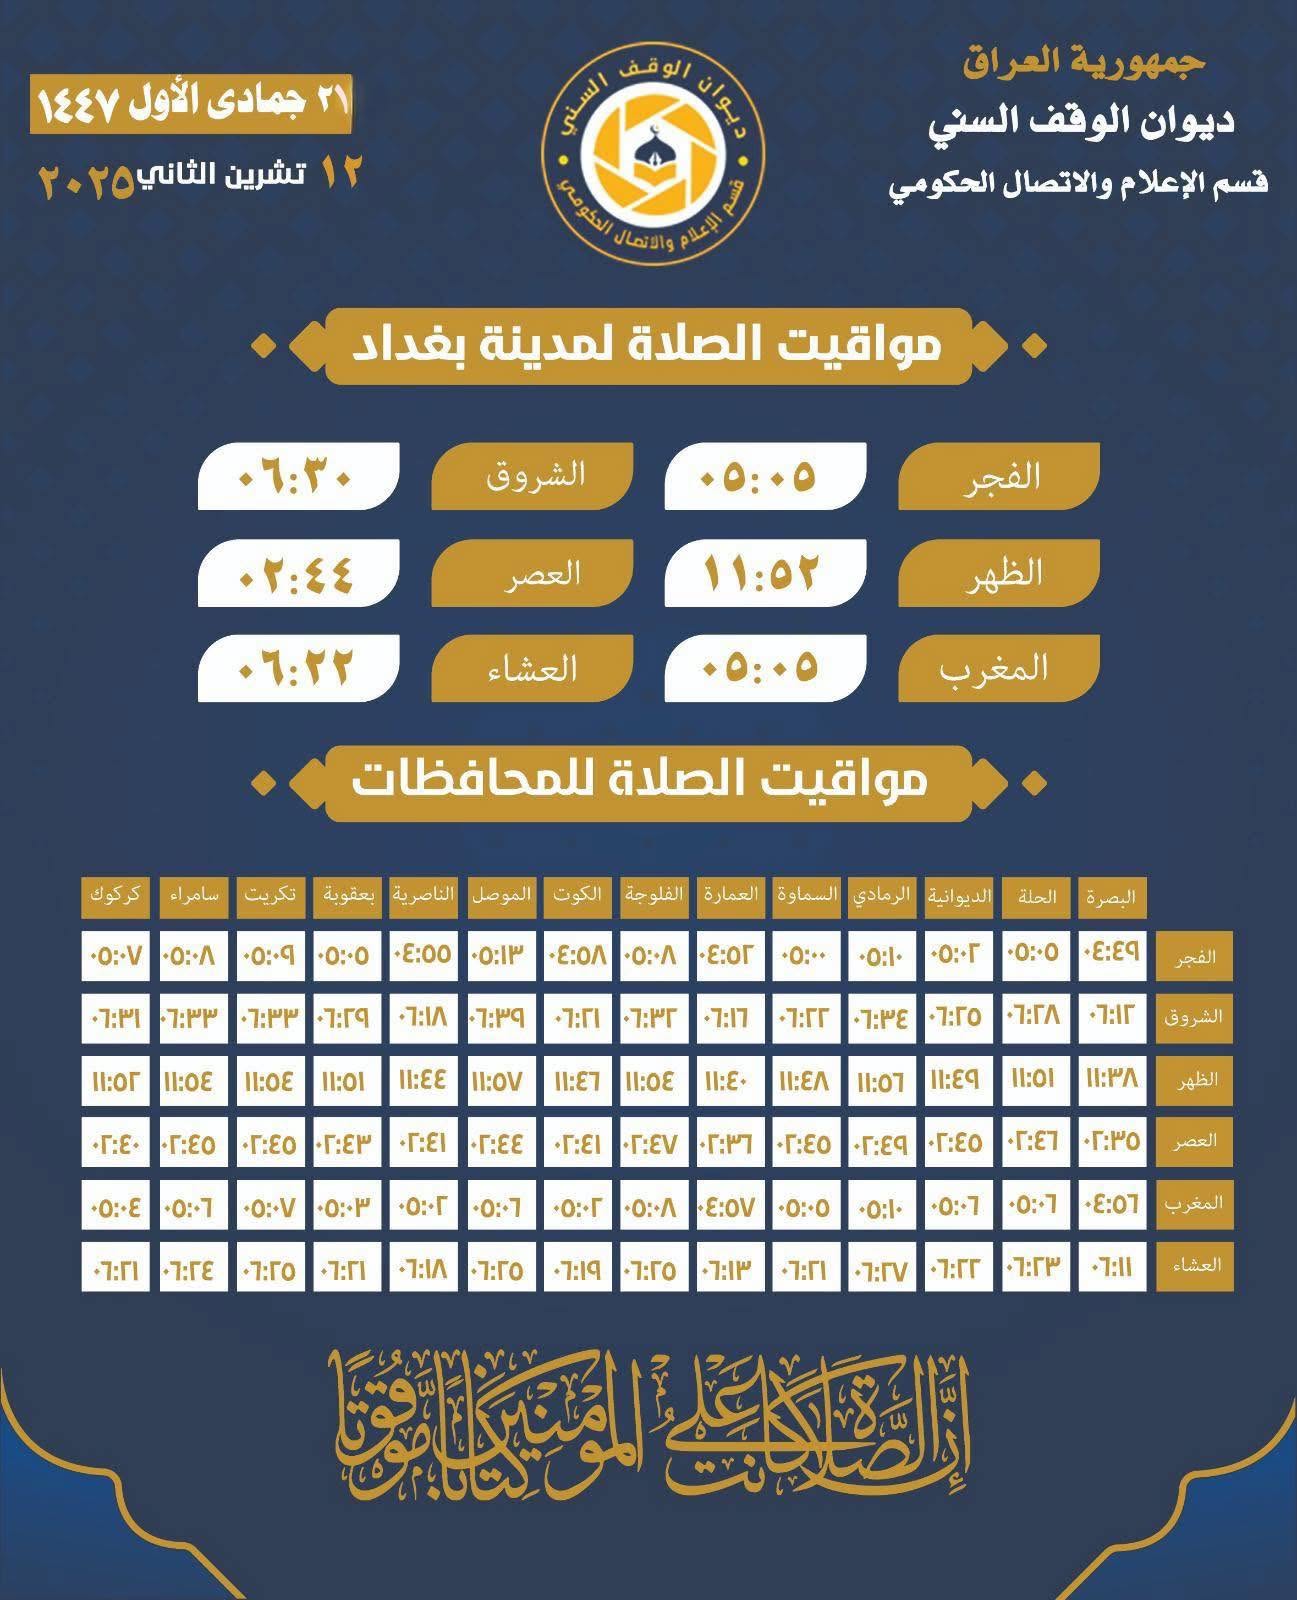 جمهورية العراق
ديوان الوقف السني
قسم الإعلام والاتصال الحكومي
ديوان الوقف السني
قسم الإعلام والاتصال الحكومي
٢١ جمادى الأول ١٤٤٧
١٢ تشرين الثاني ٢٠٢٥
مواقيت الصلاة لمدينة بغداد
الفجر ٠٥:٠٥ الشروق ٠٦:٣٠
الظهر ١١:٥٢ العصر ٠٢:٤٤
المغرب ٠٥:٠٥ العشاء ٠٦:٢٢
مواقيت الصلاة للمحافظات
البصرة الحلة الديوانية الرمادي السماوة العمارة الفلوجة الكوت الموصل الناصرية بعقوبة تكريت سامراء كركوك
الفجر ٠٤:٤٩ ٠٥:٠٥ ٠٥:٠٢ ٠٥:١٠ ٠٥:٠٠ ٠٤:٥٢ ٠٥:٠٨ ٠٤:٥٨ ٠٥:١٣ ٠٤:٥٥ ٠٥:٠٥ ٠٥:٠٩ ٠٥:٠٨ ٠٥:٠٧
الشروق ٠٦:١٢ ٠٦:٢٨ ٠٦:٢٥ ٠٦:٣٤ ٠٦:٢٢ ٠٦:١٦ ٠٦:٣٢ ٠٦:٢١ ٠٦:٣٩ ٠٦:١٨ ٠٦:٢٩ ٠٦:٣٣ ٠٦:٣٣ ٠٦:٣١
الظهر ١١:٣٨ ١١:٥١ ١١:٤٩ ١١:٥٦ ١١:٤٨ ١١:٤٠ ١١:٥٤ ١١:٤٦ ١١:٥٧ ١١:٤٤ ١١:٥١ ١١:٥٤ ١١:٥٤ ١١:٥٢
العصر ٠٢:٣٥ ٠٢:٤٦ ٠٢:٤٥ ٠٢:٤٩ ٠٢:٤٥ ٠٢:٣٦ ٠٢:٤٧ ٠٢:٤١ ٠٢:٤٤ ٠٢:٤١ ٠٢:٤٣ ٠٢:٤٥ ٠٢:٤٥ ٠٢:٤٠
المغرب ٠٤:٥٦ ٠٥:٠٦ ٠٥:٠٦ ٠٥:١٠ ٠٥:٠٥ ٠٤:٥٧ ٠٥:٠٨ ٠٥:٠٢ ٠٥:٠٦ ٠٥:٠٢ ٠٥:٠٣ ٠٥:٠٧ ٠٥:٠٦ ٠٥:٠٤
العشاء ٠٦:١١ ٠٦:٢٣ ٠٦:٢٢ ٠٦:٢٧ ٠٦:٢١ ٠٦:١٣ ٠٦:٢٥ ٠٦:١٩ ٠٦:٢٥ ٠٦:١٨ ٠٦:٢١ ٠٦:٢٥ ٠٦:٢٤ ٠٦:٢١
إن الصلاة كانت على المؤمنين كتابا موقوتا